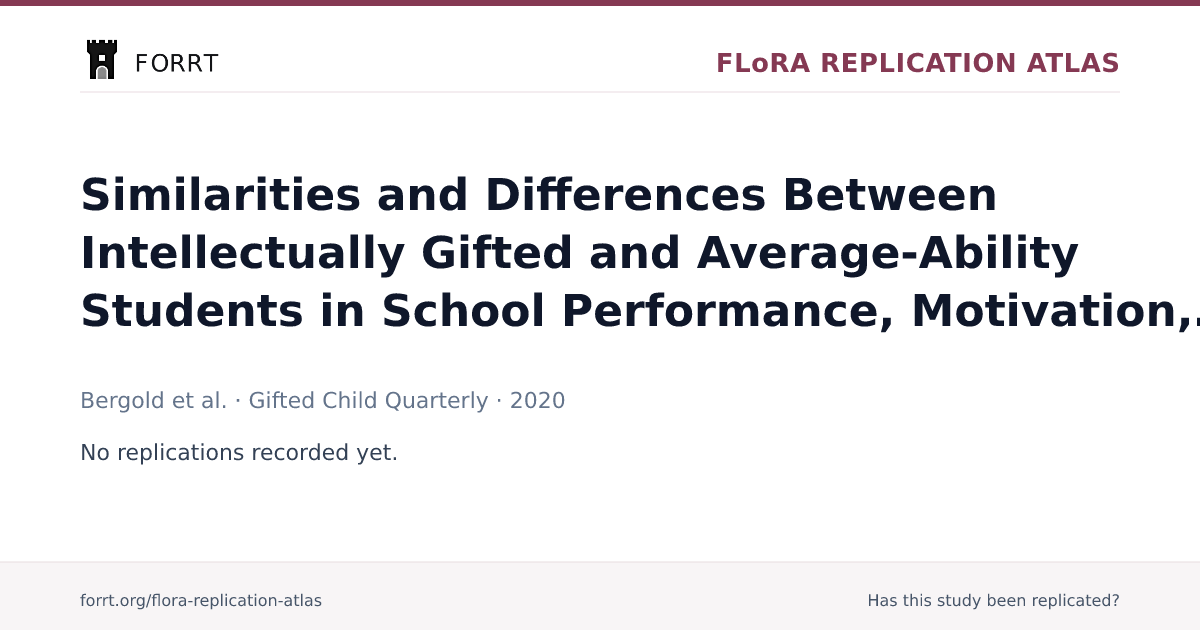 FORRT
FLoRA REPLICATION ATLAS
Similarities and Differences Between
Intellectually Gifted and Average-Ability
Students in School Performance, Motivation,.
Bergold et al. · Gifted Child Quarterly · 2020
No replications recorded yet.
forrt.org/flora-replication-atlas
Has this study been replicated?